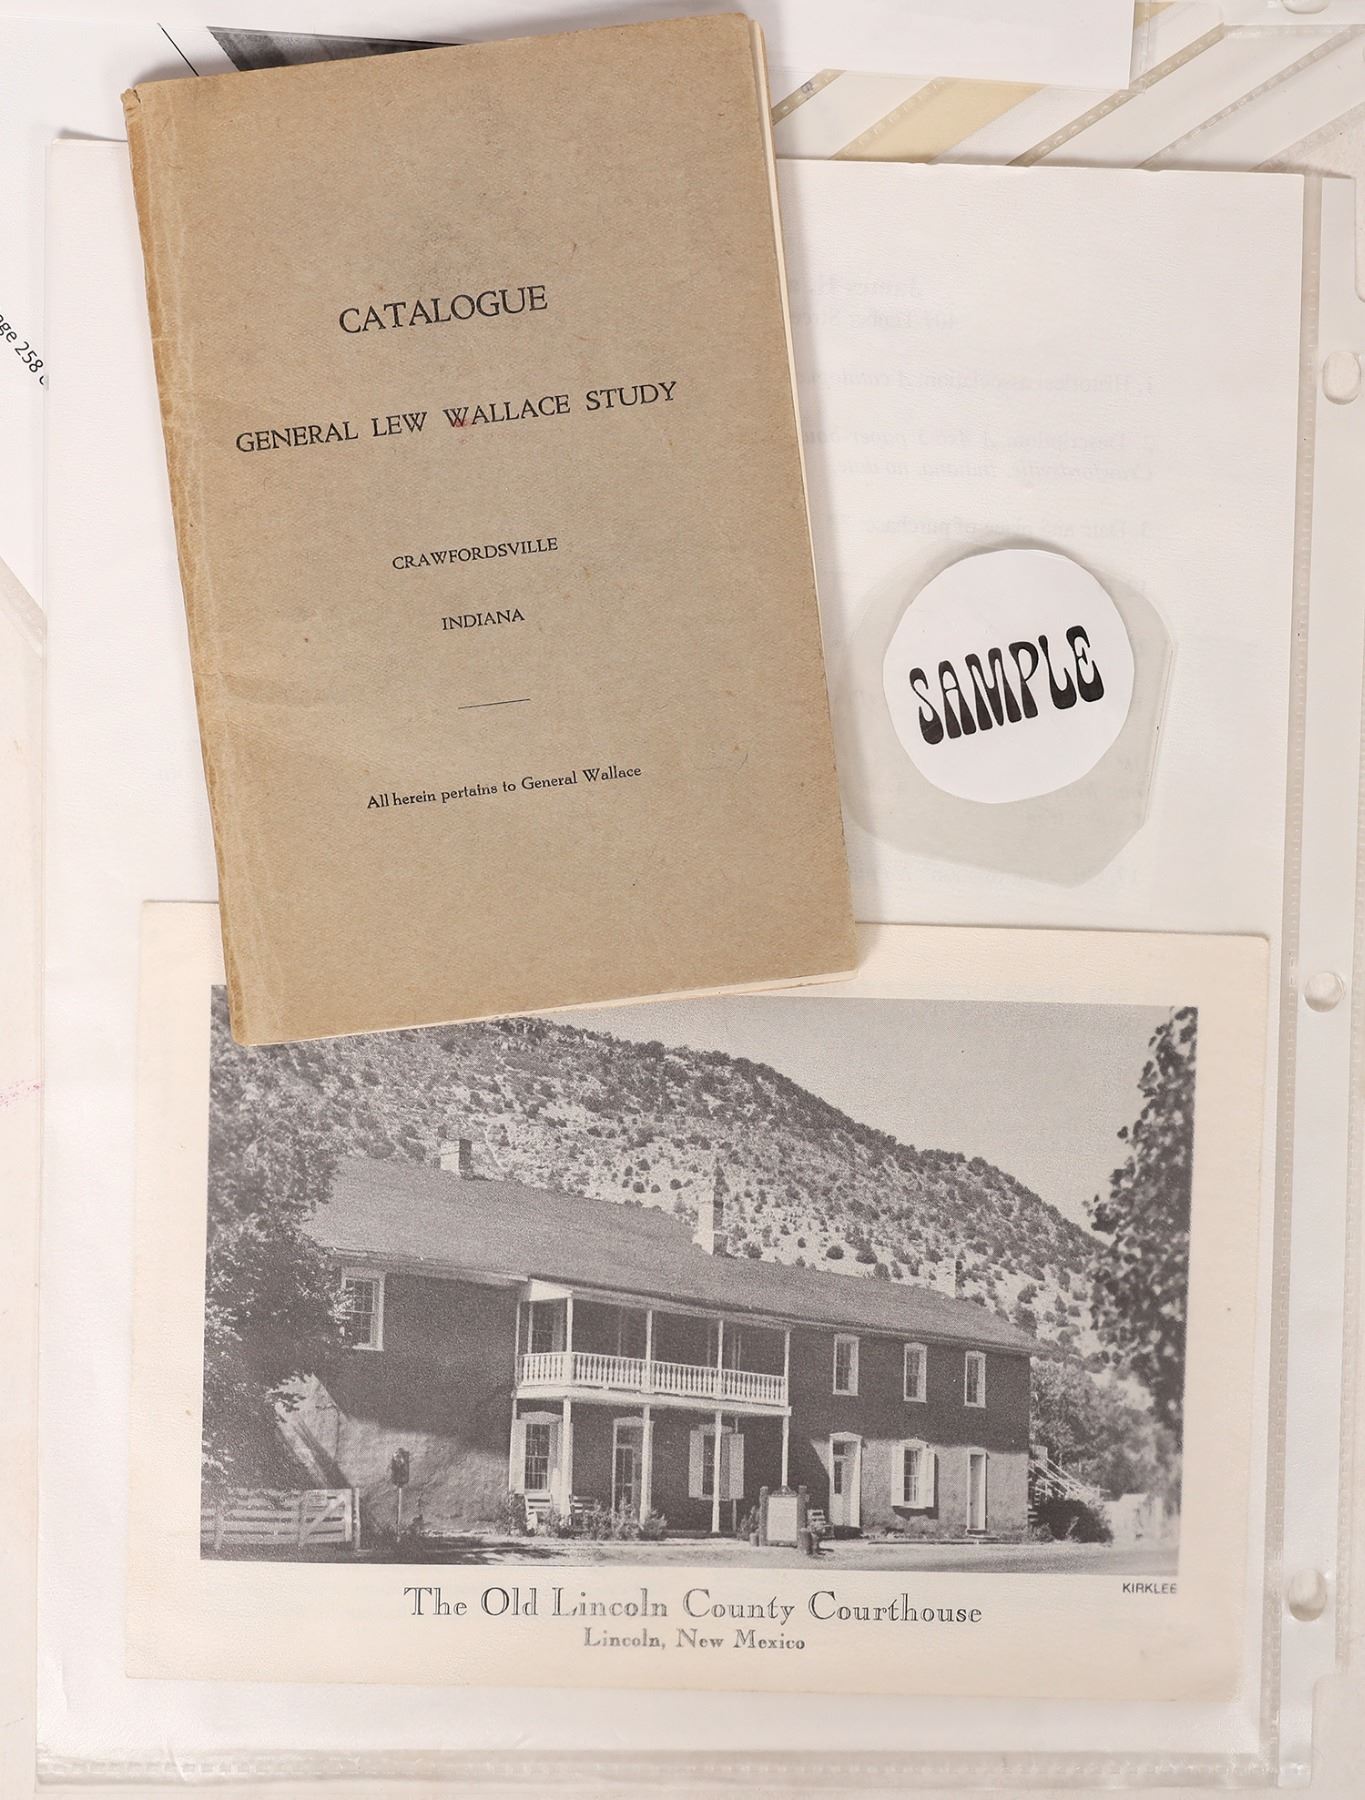 CATALOGUE
GENERAL LEW WALLACE STUDY
CRAWFORDSVILLE
INDIANA
All herein pertains to General Wallace
258
SAMPLE
KIRKLEE
The Old Lincoln County Courthouse
Lincoln, New Mexico